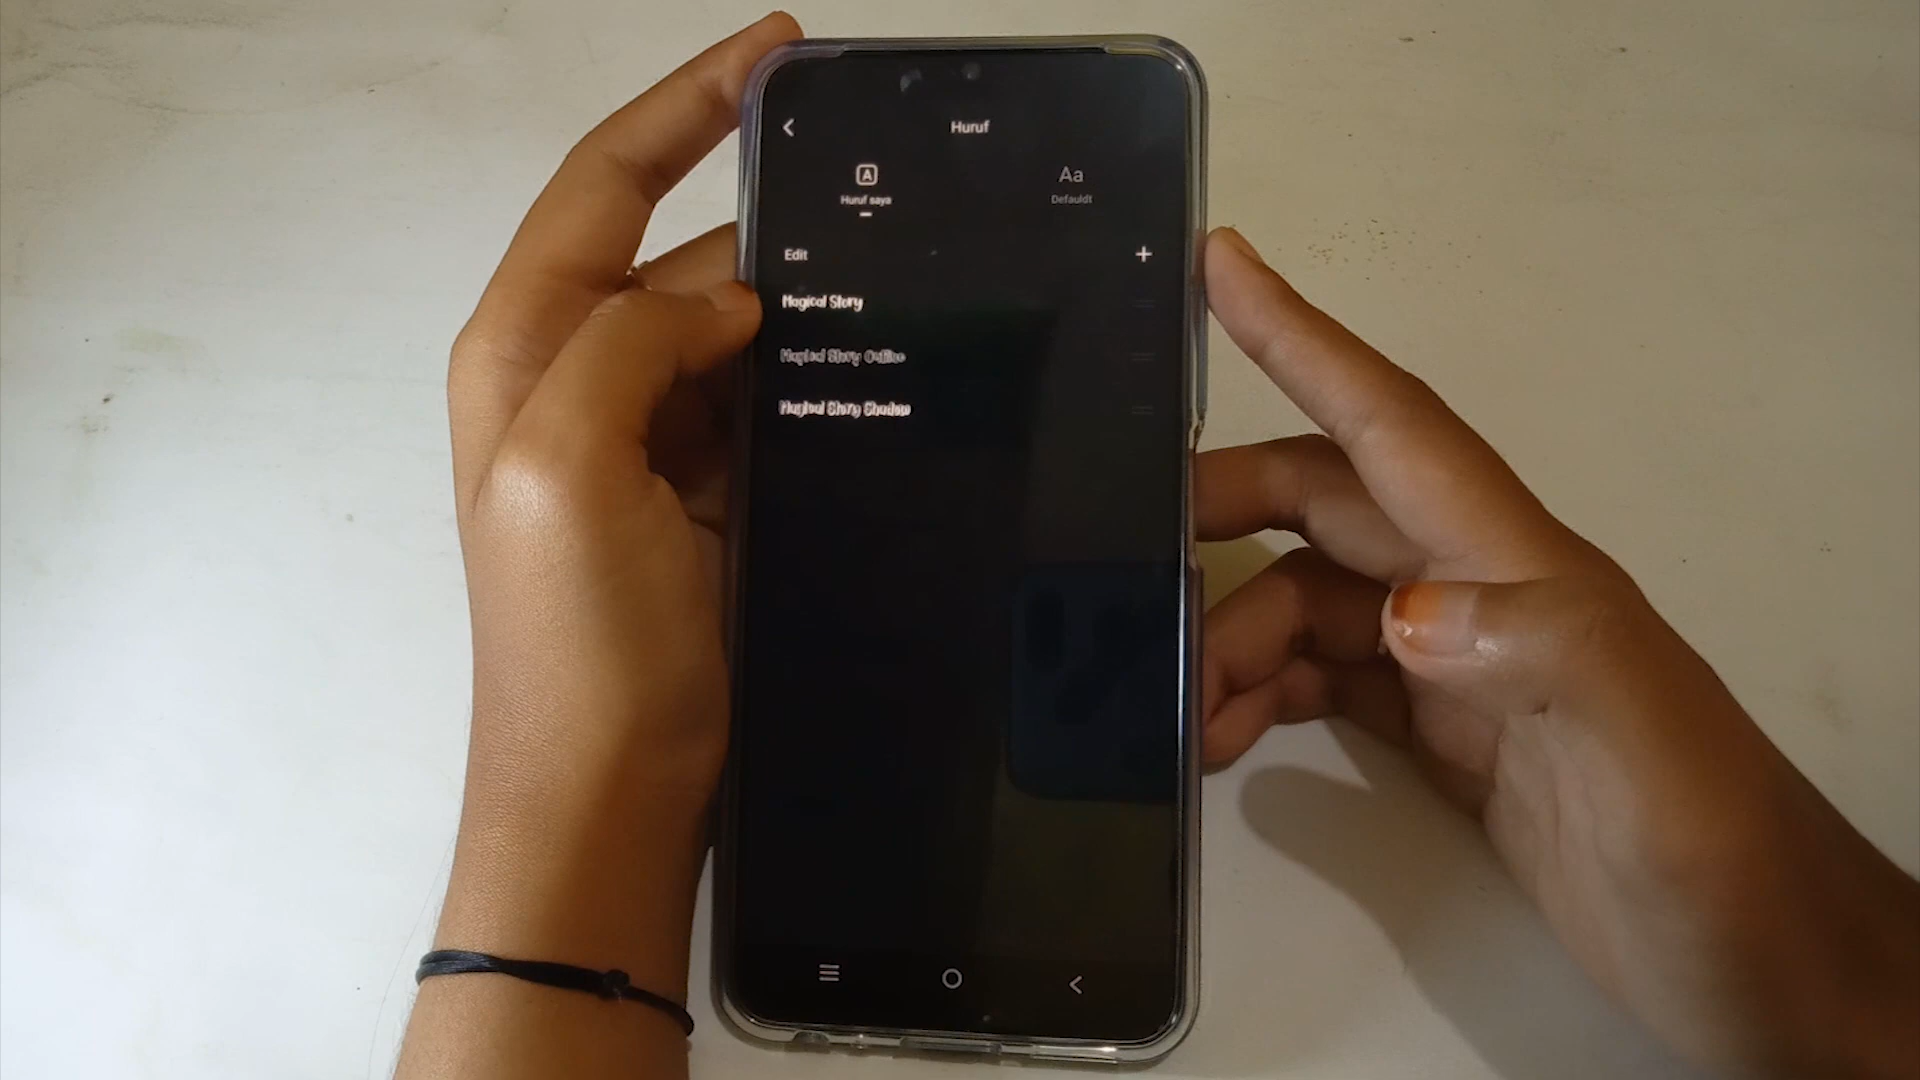 Huruf
A
Huruf saya
Aa
Defauldt
Edit
Magical Story
Magical Story Outline
Magical Story Shadow